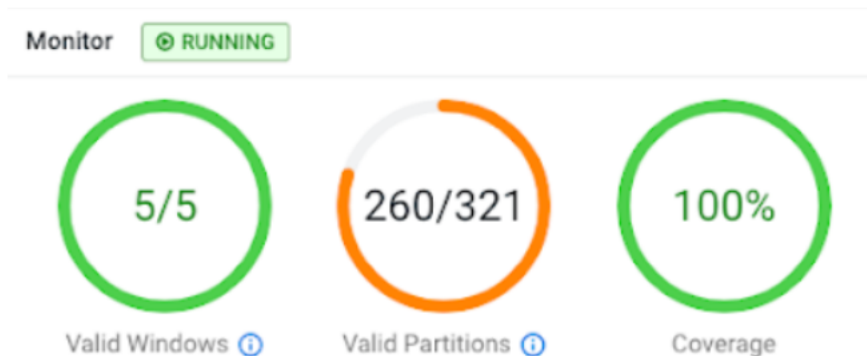 Monitor RUNNING
5/5 260/321 100%
Valid Windows Valid Partitions Coverage